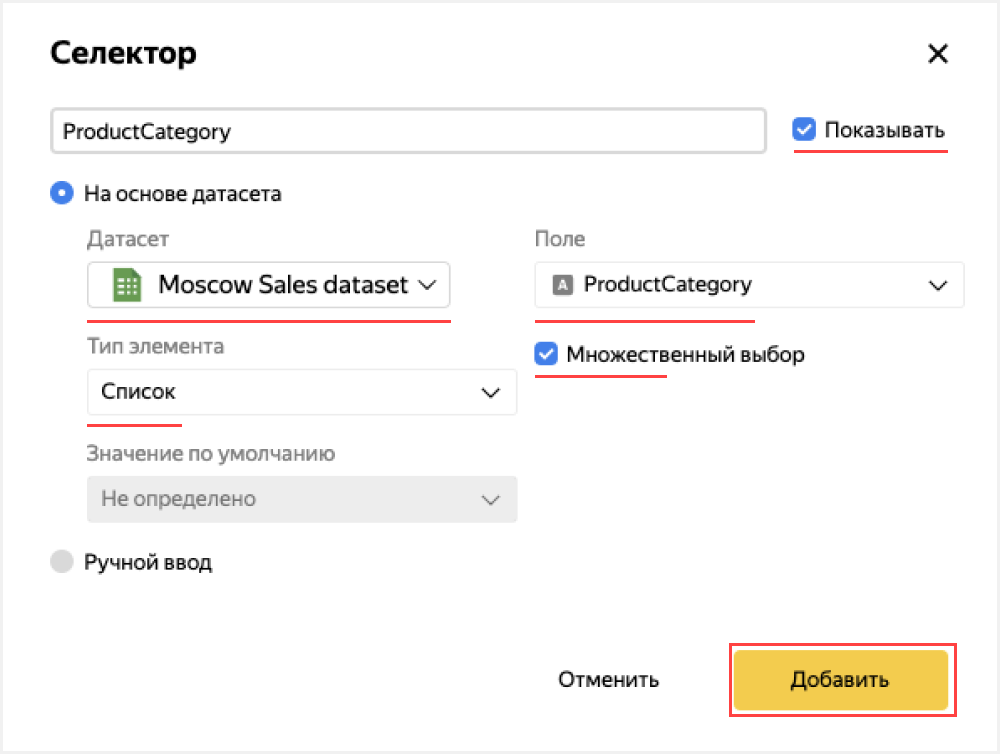 Селектор
ProductCategory
Показывать
На основе датасета
Датасет
Поле
Moscow Sales dataset
A ProductCategory
Тип элемента
Множественный выбор
Список
Значение по умолчанию
Не определено
Ручной ввод
Отменить
Добавить